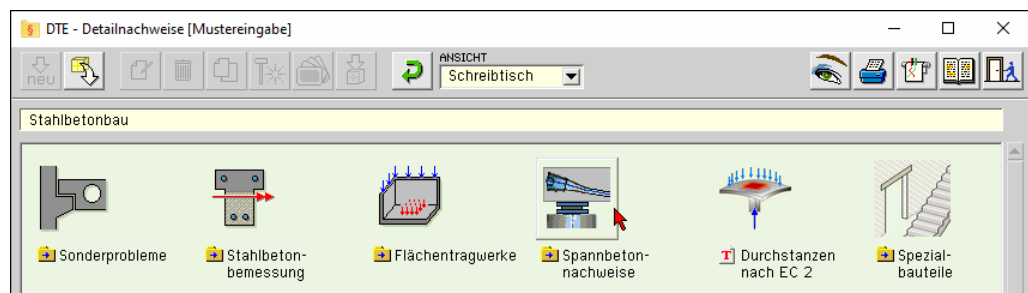 DTE - Detailnachweise [Mustereingabe]
neu
ANSICHT
Schreibtisch
Stahlbetonbau
Sonderprobleme
Stahlbeton-
bemessung
Flächentragwerke
Spannbeton-
nachweise
T Durchstanzen
nach EC 2
Spezial-
bauteile